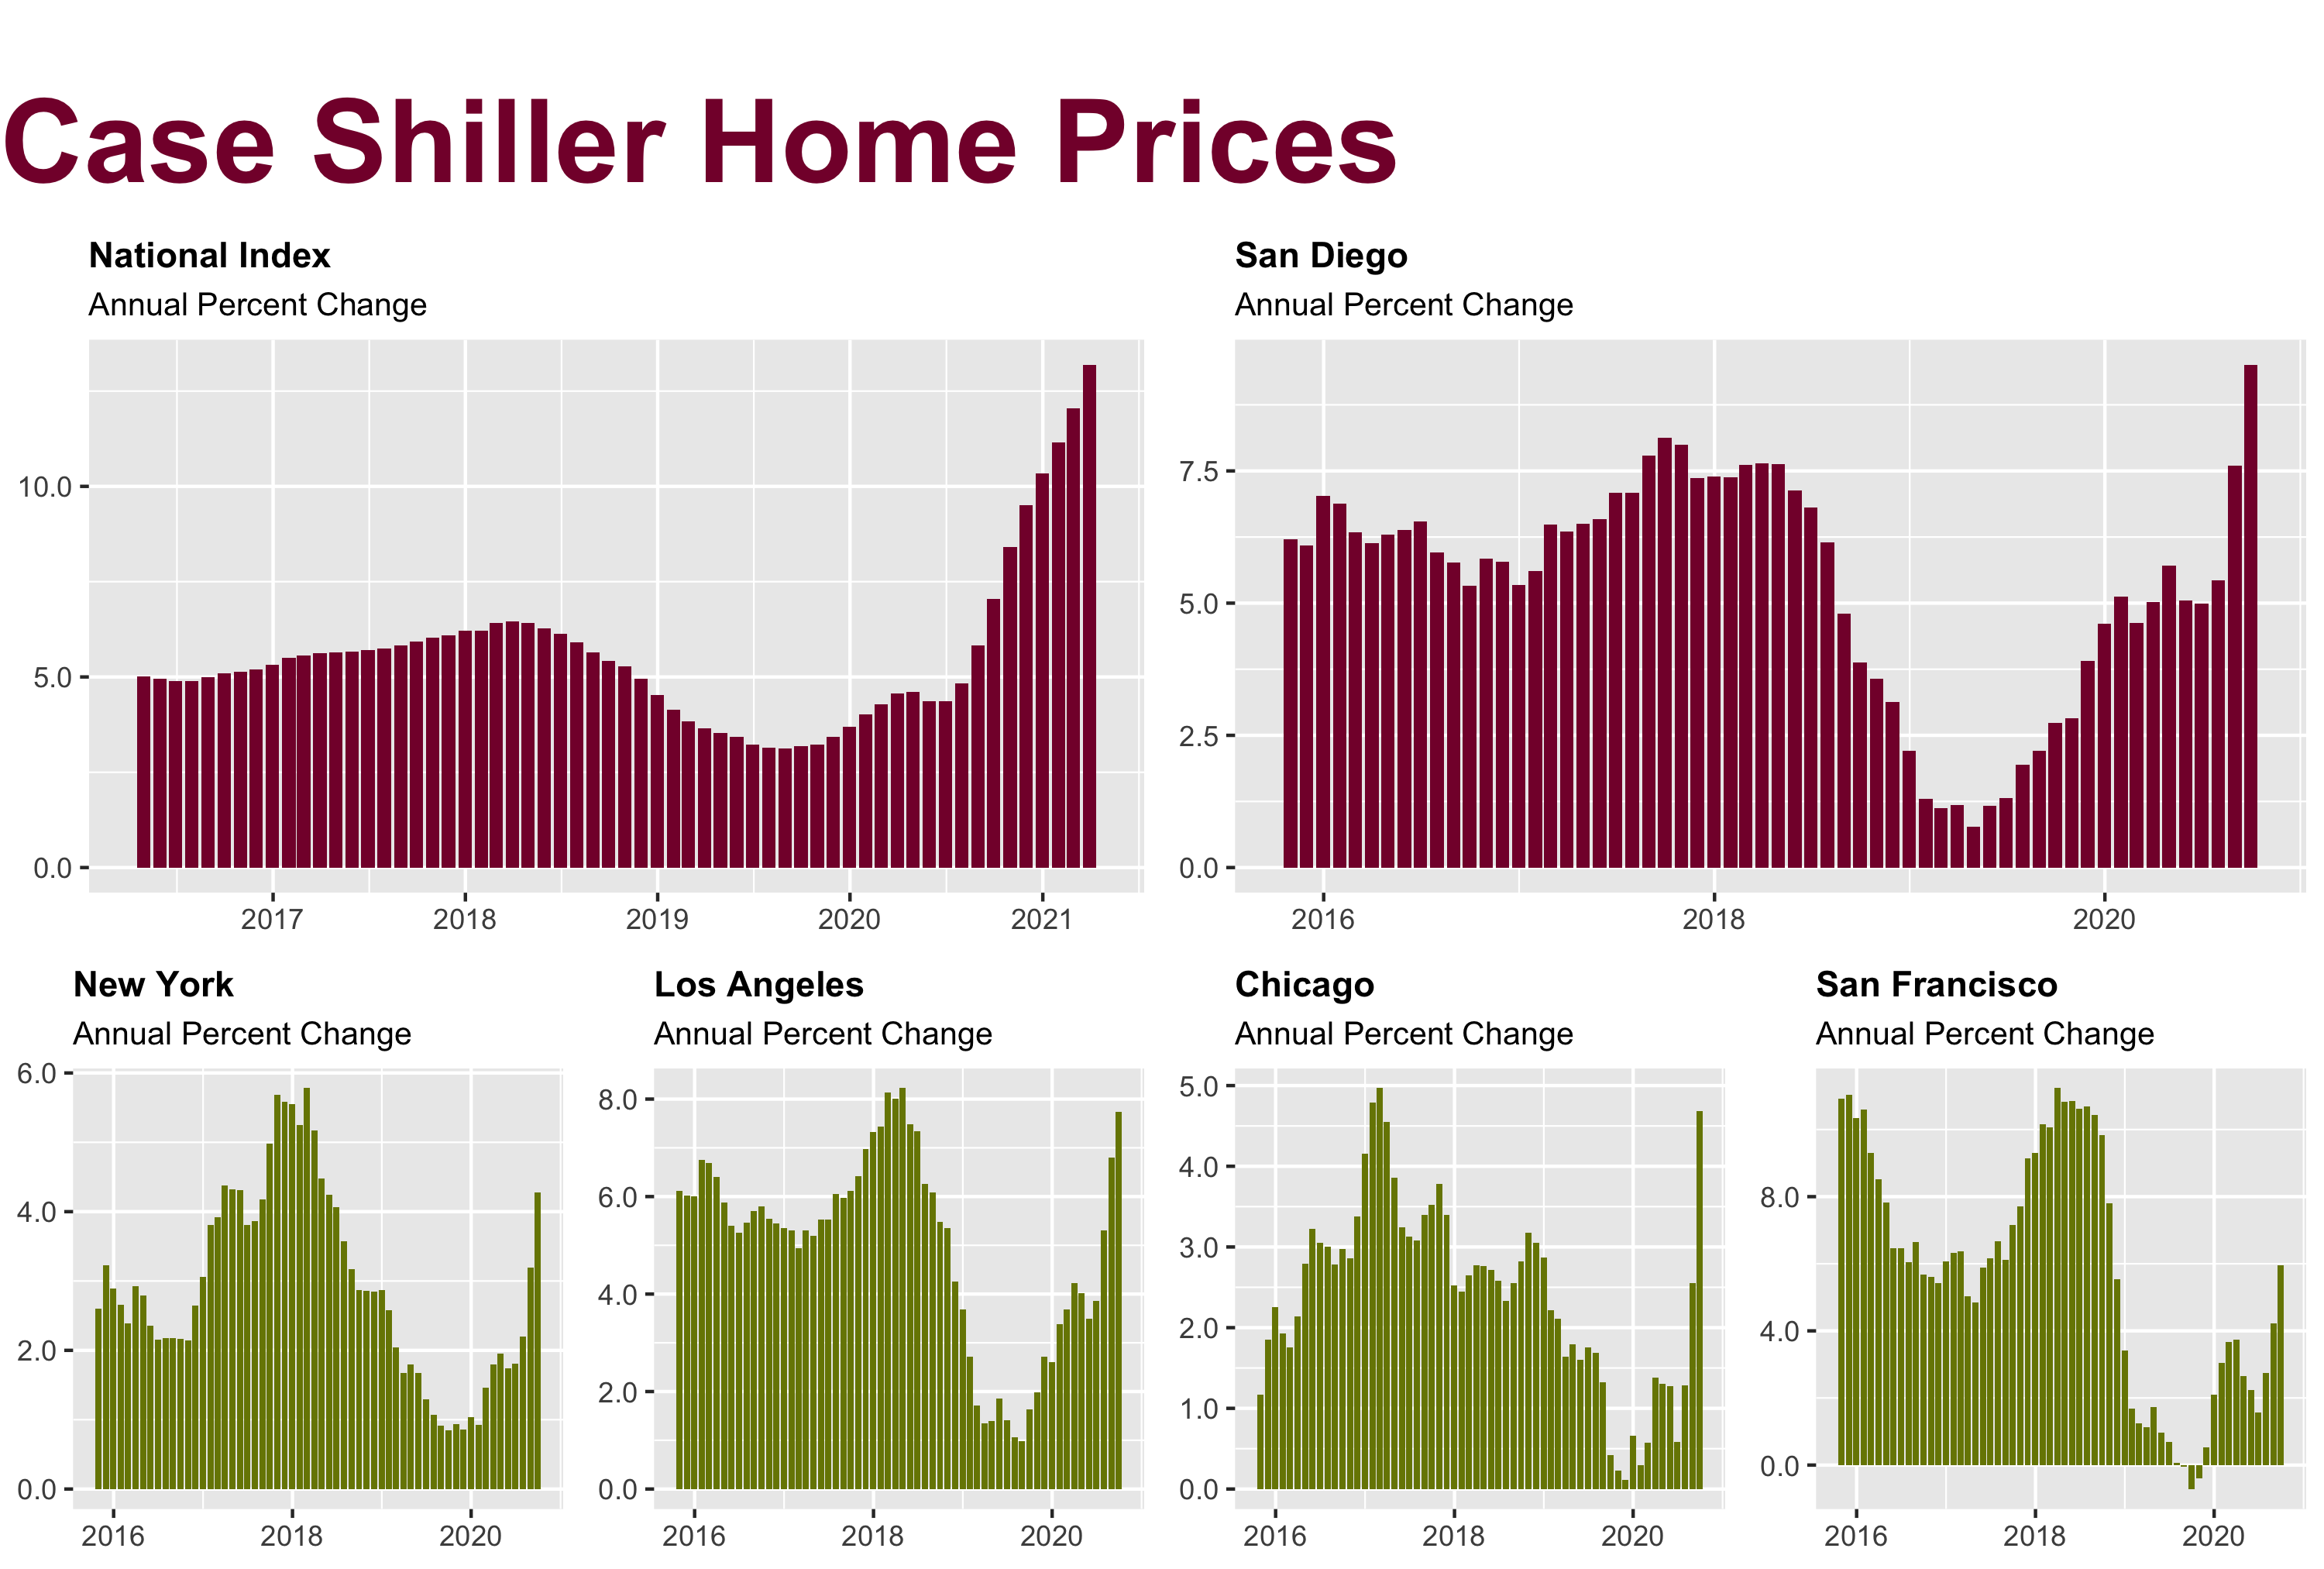 Case Shiller Home Prices
National Index
Annual Percent Change
10.0
5.0
0.0
2017 2018 2019 2020 2021
San Diego
Annual Percent Change
7.5
5.0
2.5
0.0
2016 2018 2020
New York
Annual Percent Change
6.0
4.0
2.0
0.0
2016 2018 2020
Los Angeles
Annual Percent Change
8.0
6.0
4.0
2.0
0.0
2016 2018 2020
Chicago
Annual Percent Change
5.0
4.0
3.0
2.0
1.0
0.0
2016 2018 2020
San Francisco
Annual Percent Change
8.0
4.0
0.0
2016 2018 2020